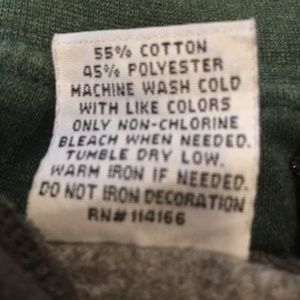 55% COTTON
45% POLYESTER
MACHINE WASH COLD
WITH LIKE COLORS
ONLY NON-CHLORINE
BLEACH WHEN NEEDED.
TUMBLE DRY LOW.
WARM IRON IF NEEDED.
DO NOT IRON DECORATION
RN# 114166